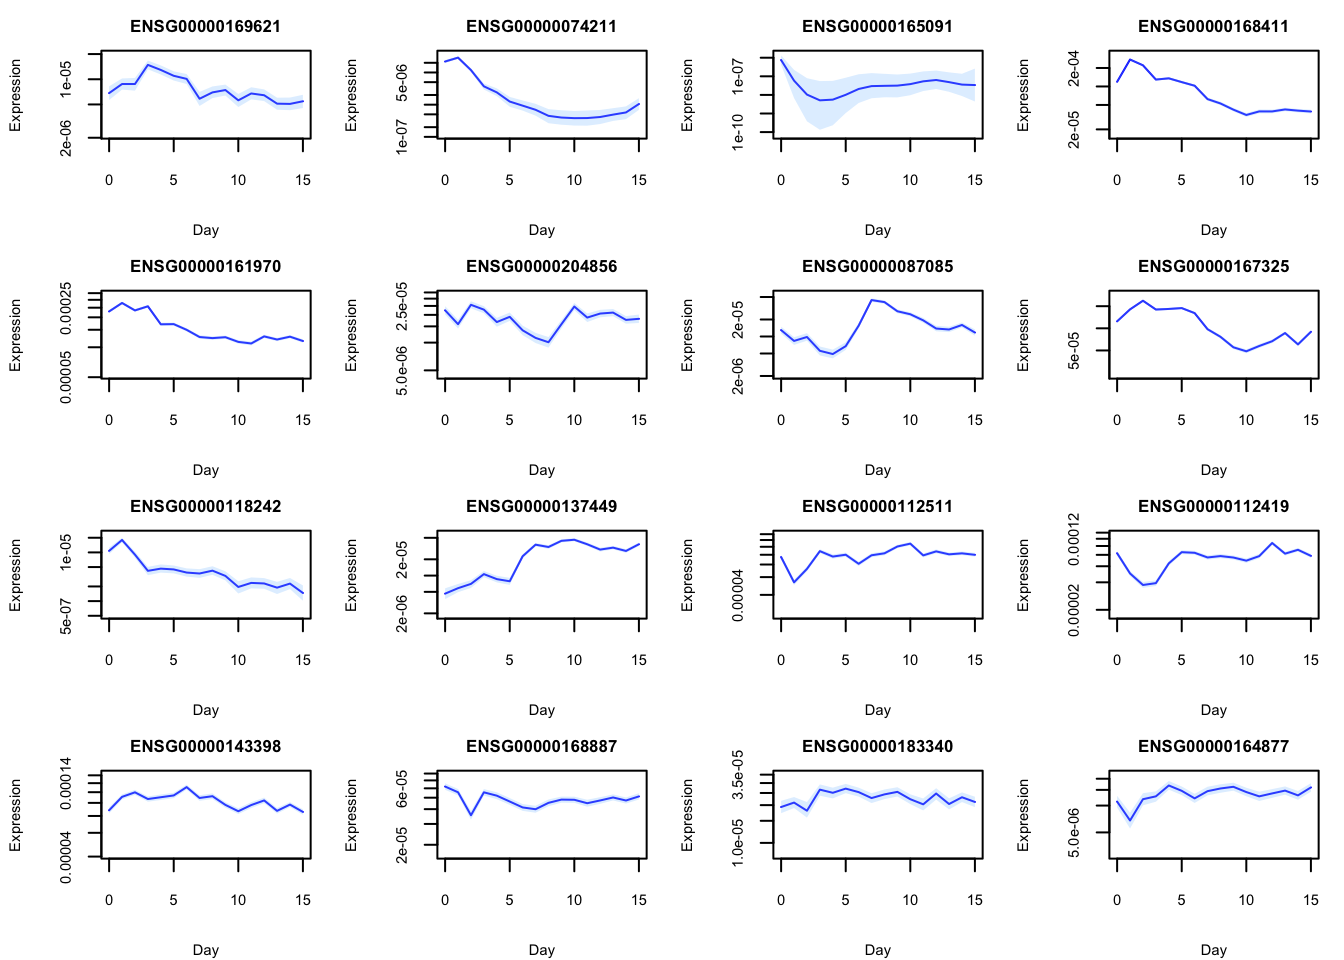 ENSG00000169621 ENSG00000074211 ENSG00000165091 ENSG00000168411
Expression 1e-05 2e-06 Expression 5e-06 1e-07 Expression 1e-07 1e-10 Expression 2e-04 2e-05
0 5 10 15 0 5 10 15 0 5 10 15 0 5 10 15
Day Day Day Day
ENSG00000161970 ENSG00000204856 ENSG00000087085 ENSG00000167325
Expression 0.00025 0.00005 Expression 2.5e-05 5.0e-06 Expression 2e-05 2e-06 Expression 5e-05
0 5 10 15 0 5 10 15 0 5 10 15 0 5 10 15
Day Day Day Day
ENSG00000118242 ENSG00000137449 ENSG00000112511 ENSG00000112419
Expression 1e-05 5e-07 Expression 2e-05 2e-06 Expression 0.00004 Expression 0.00012 0.00002
0 5 10 15 0 5 10 15 0 5 10 15 0 5 10 15
Day Day Day Day
ENSG00000143398 ENSG00000168887 ENSG00000183340 ENSG00000164877
Expression 0.00014 0.00004 Expression 6e-05 2e-05 Expression 3.5e-05 1.0e-05 Expression 5.0e-06
0 5 10 15 0 5 10 15 0 5 10 15 0 5 10 15
Day Day Day Day